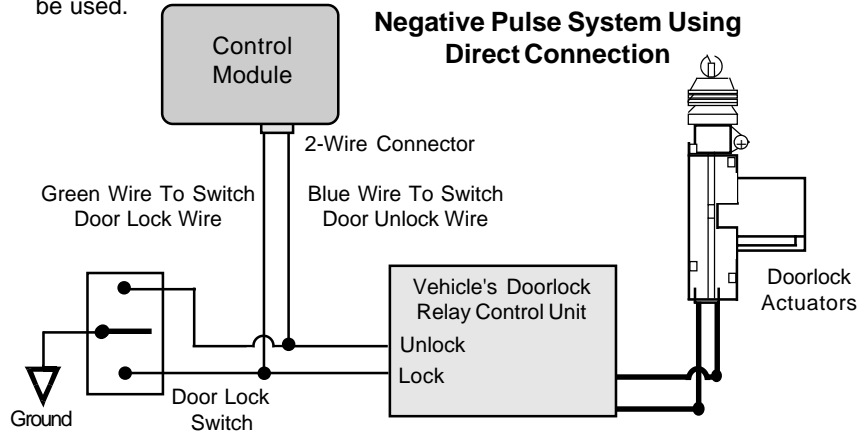 be used.
Negative Pulse System Using
Direct Connection
Control
Module
2-Wire Connector
Green Wire To Switch
Door Lock Wire
Blue Wire To Switch
Door Unlock Wire
Vehicle's Doorlock
Relay Control Unit
Unlock
Lock
Doorlock
Actuators
Door Lock
Switch
Ground